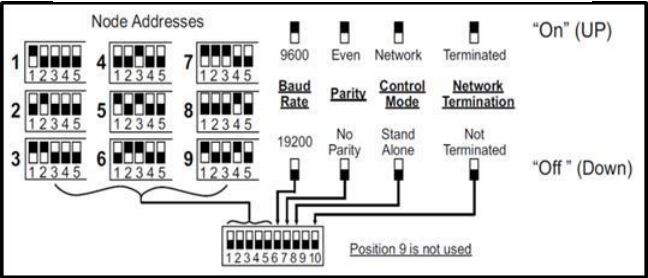 Node Addresses
"On" (UP)
1 12345 4 12345 7 12345
9600 Even Network Terminated
2 12345 5 12345 8 12345
Baud Rate
Parity
Control Mode
Network Termination
3 12345 6 12345 9 12345
19200
No Parity
Stand Alone
Not Terminated
"Off " (Down)
12345678910
Position 9 is not used